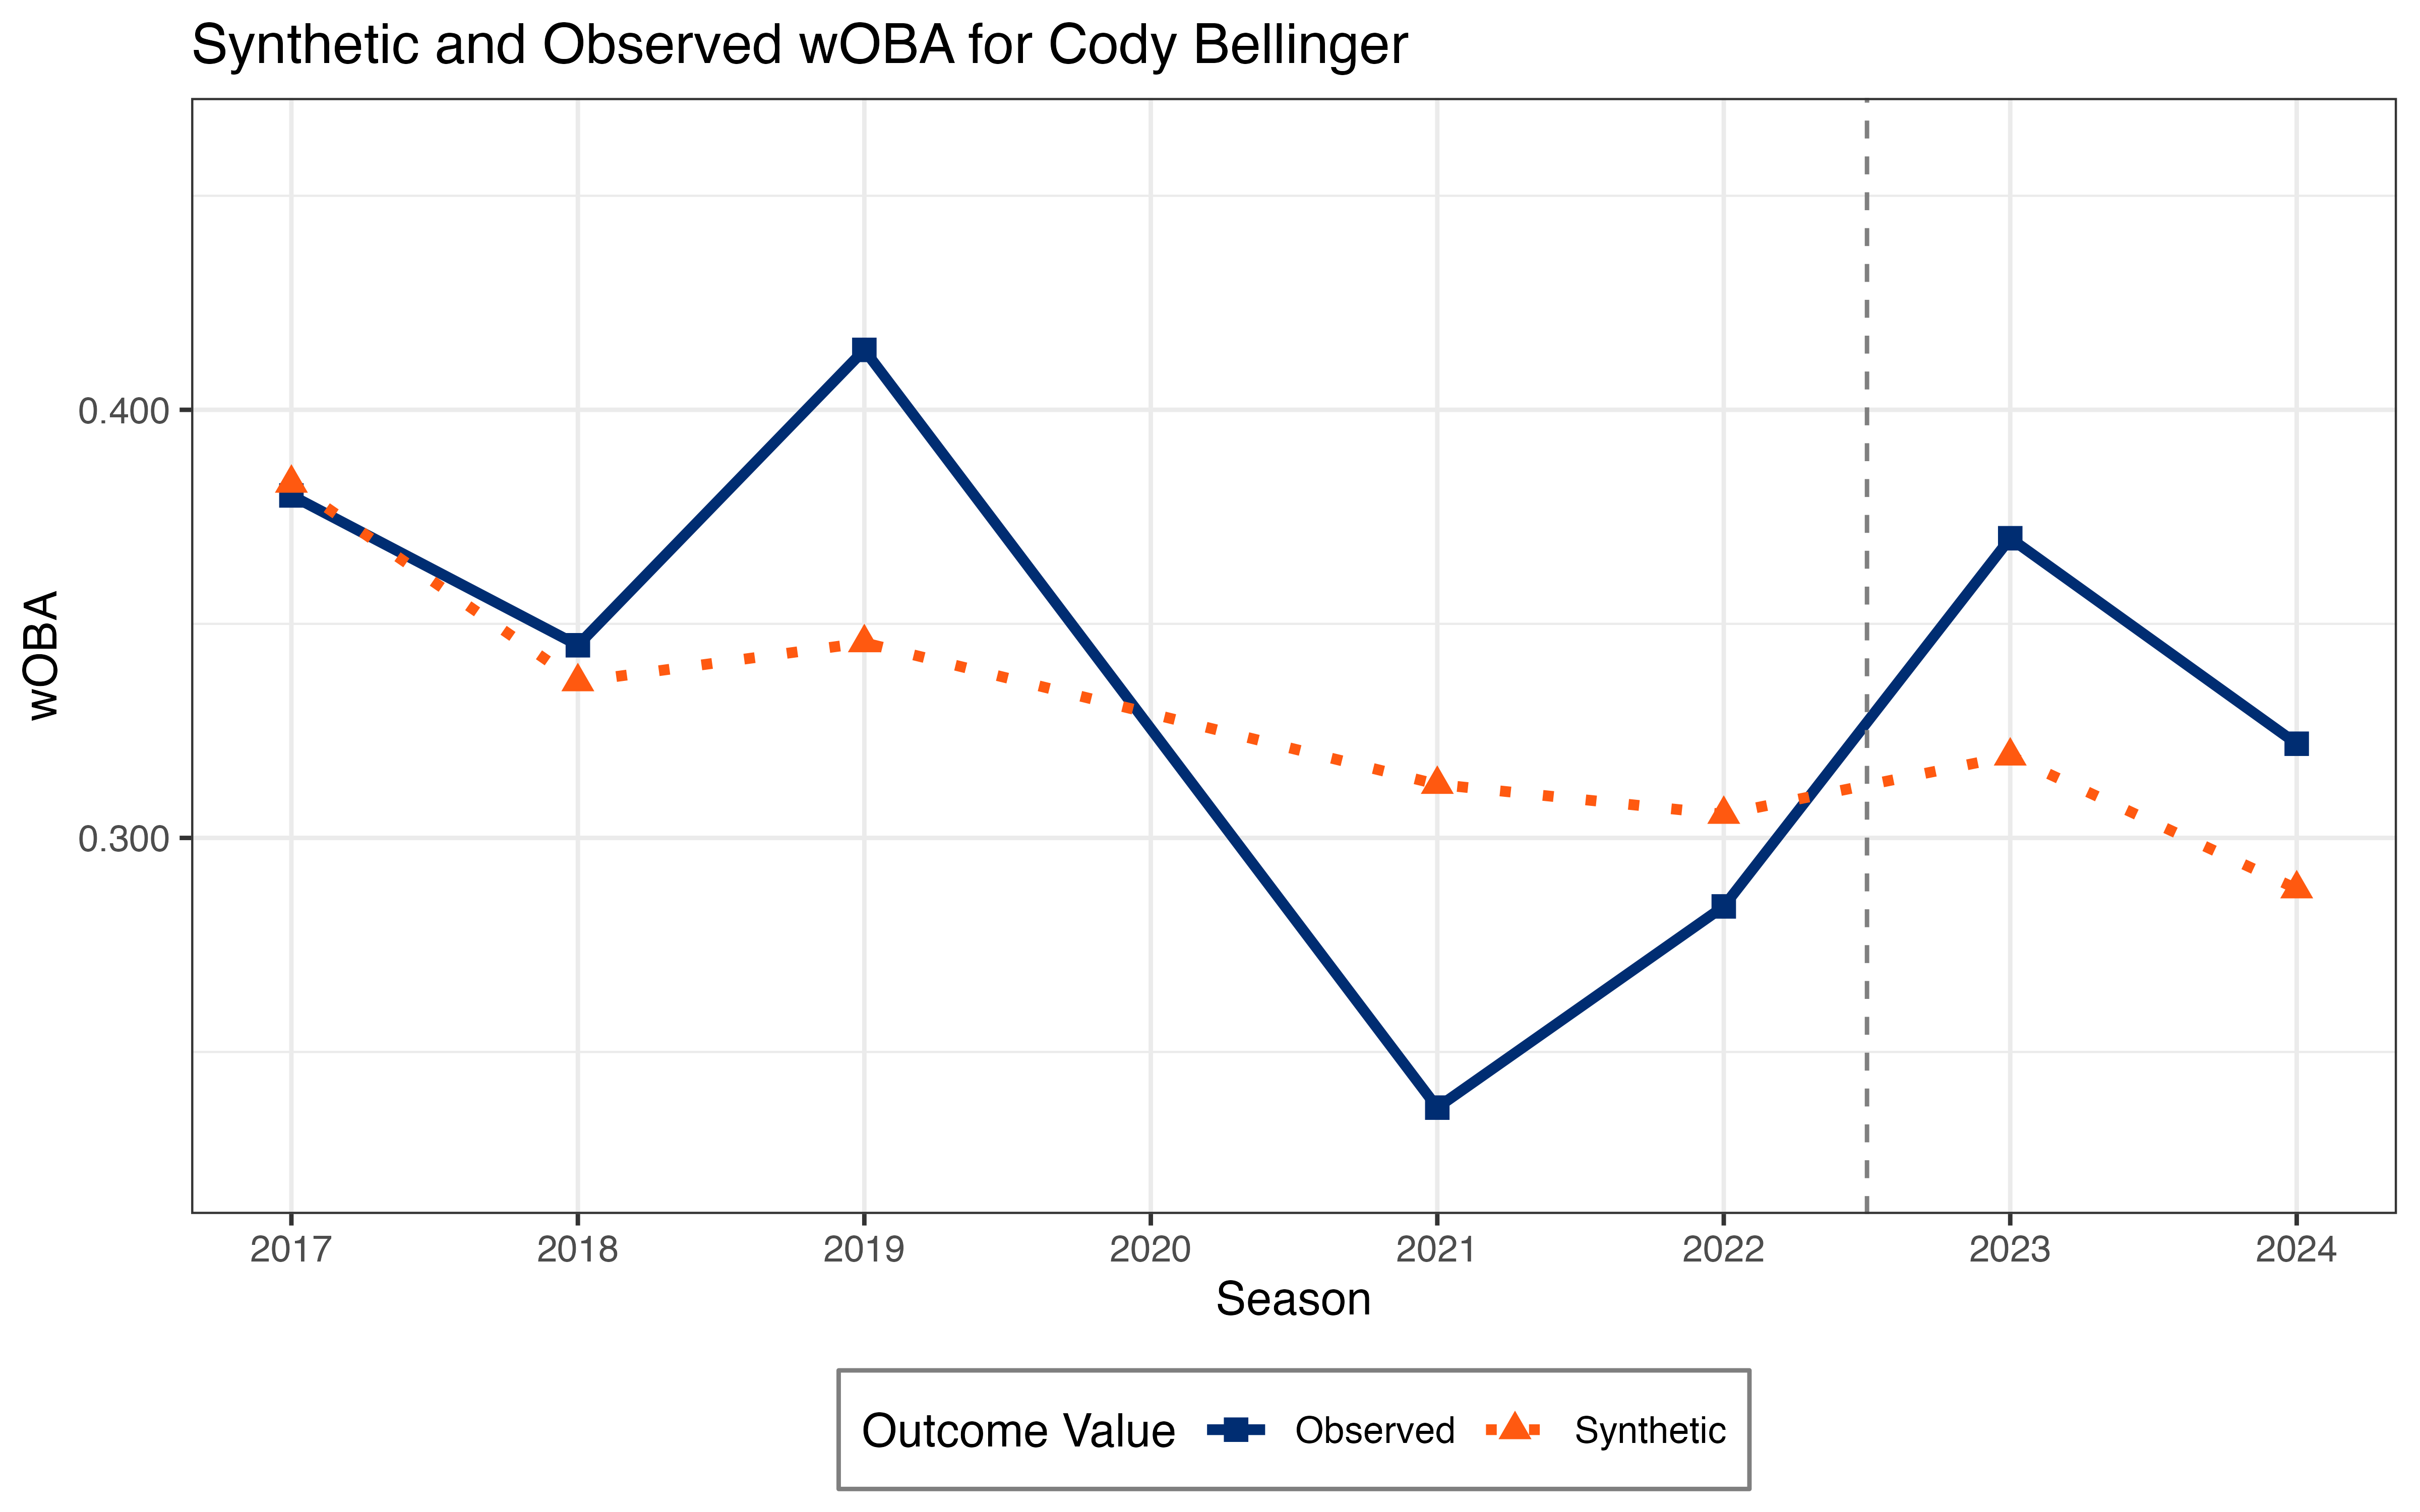 Synthetic and Observed wOBA for Cody Bellinger
wOBA
0.400
0.300
2017 2018 2019 2020 2021 2022 2023 2024
Season
Outcome Value Observed Synthetic